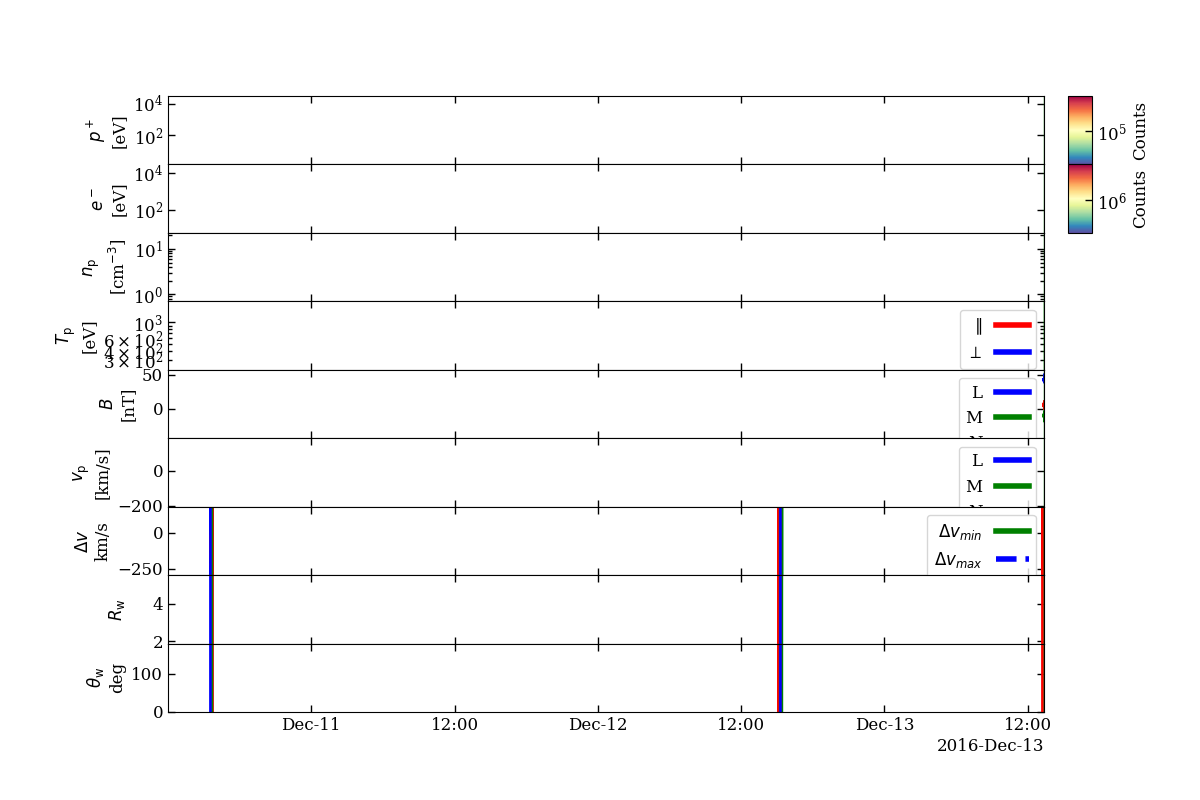 10^4
10^2
p^+
[eV]
10^5
Counts
10^4
10^2
e^−
[eV]
10^6
Counts
10^1
10^0
n_p
[cm^−3]
10^3
6 × 10^2
4 × 10^2
3 × 10^2
T_p
[eV]
∥
⊥
50
0
B
[nT]
L
M
0
−200
v_p
[km/s]
L
M
0
−250
Δv
km/s
Δv_min
Δv_max
4
2
R_w
100
0
θ_w
deg
Dec-11 12:00 Dec-12 12:00 Dec-13 12:00
2016-Dec-13